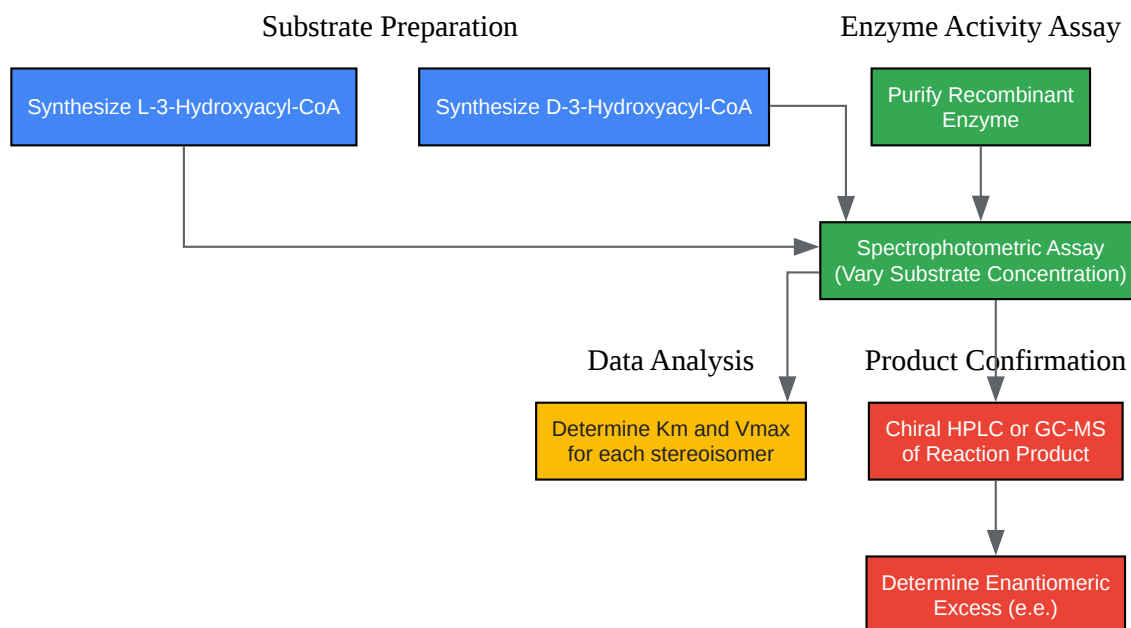 Substrate Preparation
Enzyme Activity Assay
Synthesize L-3-Hydroxyacyl-CoA
Synthesize D-3-Hydroxyacyl-CoA
Purify Recombinant
Enzyme
Spectrophotometric Assay
(Vary Substrate Concentration)
Data Analysis
Product Confirmation
Determine Km and Vmax
for each stereoisomer
Chiral HPLC or GC-MS
of Reaction Product
Determine Enantiomeric
Excess (e.e.)